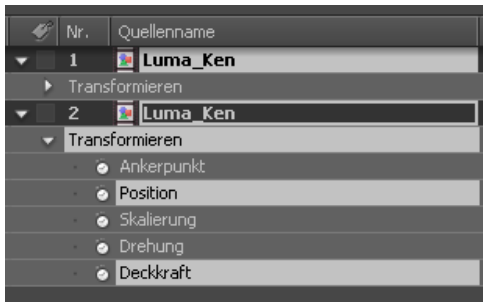 Nr. Quellenname
1 Luma_Ken
Transformieren
2 Luma_Ken
Transformieren
Ankerpunkt
Position
Skalierung
Drehung
Deckkraft